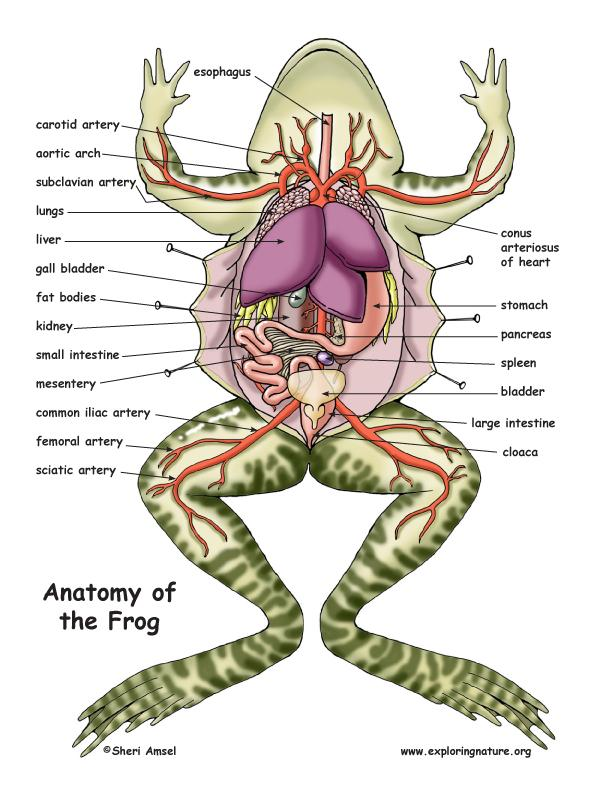 esophagus
carotid artery
aortic arch
subclavian artery
lungs
liver
gall bladder
fat bodies
kidney
small intestine
mesentery
common iliac artery
femoral artery
sciatic artery
conus
arteriosus
of heart
stomach
pancreas
spleen
bladder
large intestine
cloaca
Anatomy of
the Frog
©Sheri Amsel
www.exploringnature.org